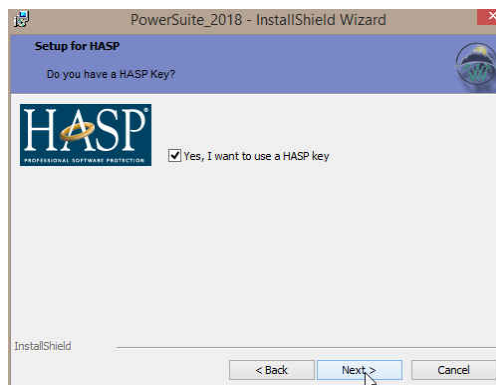 PowerSuite_2018 - InstallShield Wizard
Setup for HASP
Do you have a HASP Key?
HASP
PROFESSIONAL SOFTWARE PROTECTION
Yes, I want to use a HASP key
InstallShield
< Back
Next >
Cancel